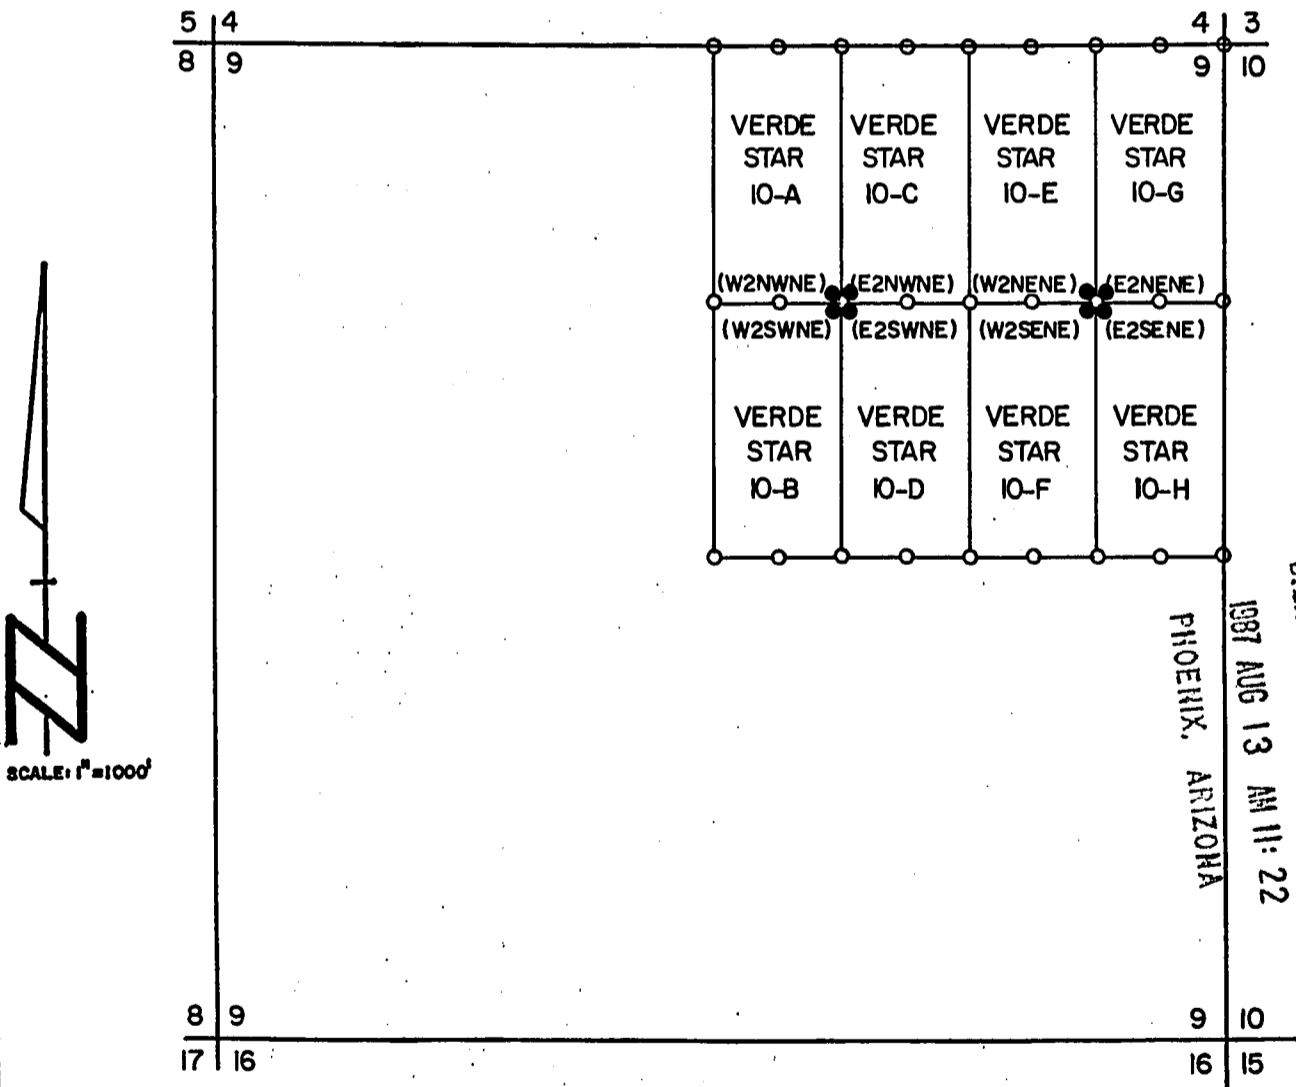 5 4
4 3
8 9
9 10
VERDE STAR 10-A
VERDE STAR 10-C
VERDE STAR 10-E
VERDE STAR 10-G
(W2NWNE)
(E2NWNE)
(W2NENE)
(E2NENE)
(W2SWNE)
(E2SWNE)
(W2SENE)
(E2SENE)
VERDE STAR 10-B
VERDE STAR 10-D
VERDE STAR 10-F
VERDE STAR 10-H
N
SCALE: 1"=1000'
1987 AUG 13 AM 11:22
PHOENIX, ARIZONA
8 9
9 10
17 16
16 15